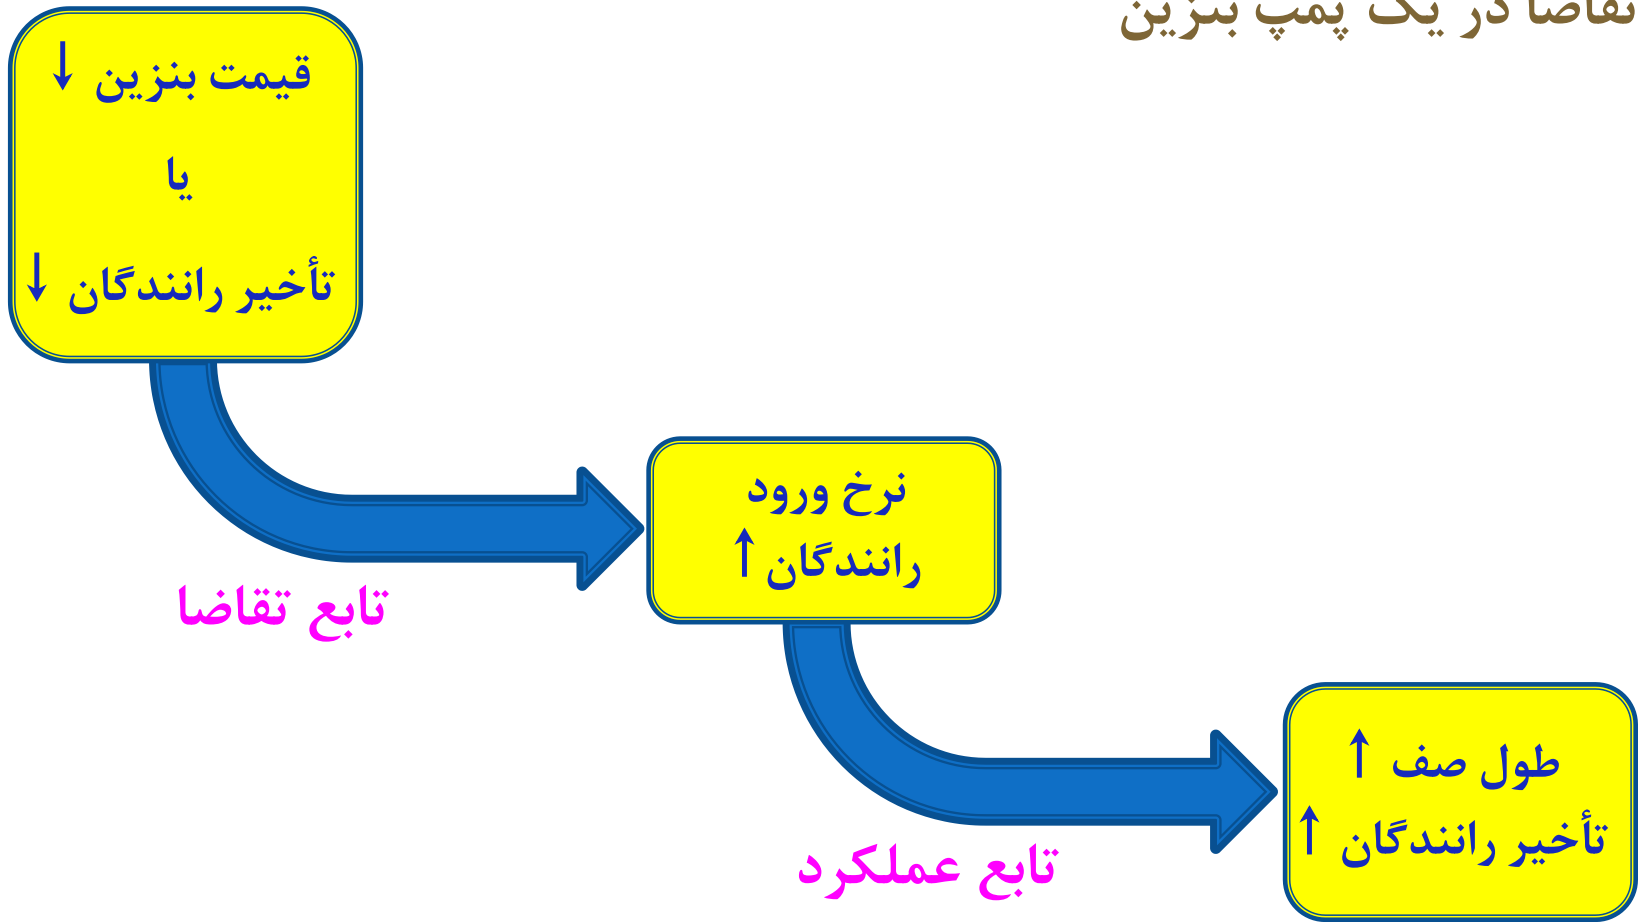 تقاضا در یک پمپ بنزین
قیمت بنزین ↓
یا
تأخیر رانندگان ↓
نرخ ورود
رانندگان ↑
تابع تقاضا
طول صف ↑
تأخیر رانندگان ↑
تابع عملکرد